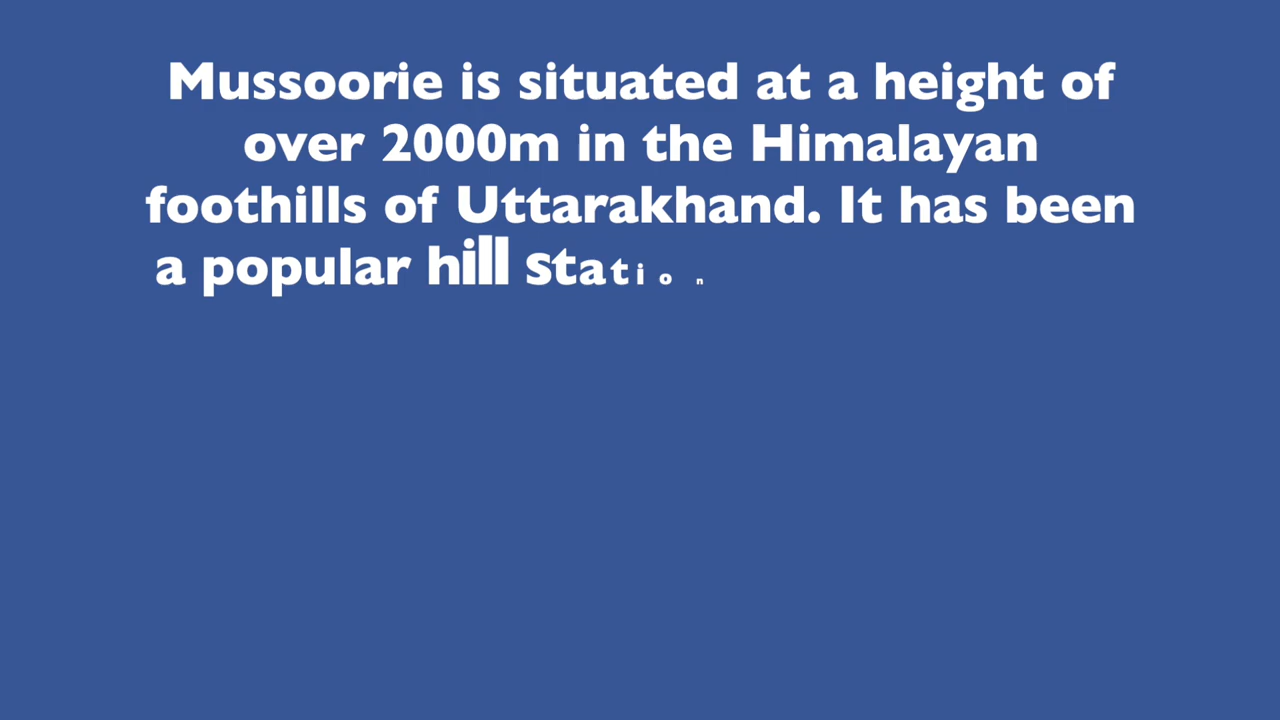 Mussoorie is situated at a height of
over 2000m in the Himalayan
foothills of Uttarakhand. It has been
a popular hill station